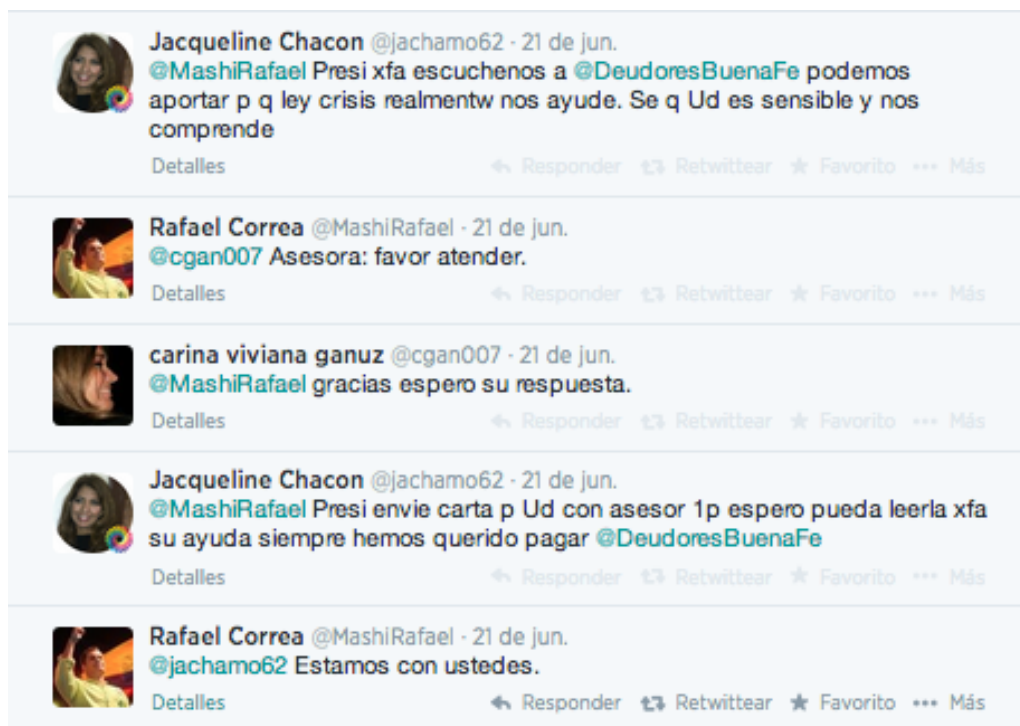 Jacqueline Chacon @jachamo62 · 21 de jun.
@MashiRafael Presi xfa escuchenos a @DeudoresBuenaFe podemos
aportar p q ley crisis realmentw nos ayude. Se q Ud es sensible y nos
comprende
Detalles Responder Retwittear Favorito ••• Más
Rafael Correa @MashiRafael · 21 de jun.
@cgan007 Asesora: favor atender.
Detalles Responder Retwittear Favorito ••• Más
carina viviana ganuz @cgan007 · 21 de jun.
@MashiRafael gracias espero su respuesta.
Detalles Responder Retwittear Favorito ••• Más
Jacqueline Chacon @jachamo62 · 21 de jun.
@MashiRafael Presi envie carta p Ud con asesor 1p espero pueda leerla xfa
su ayuda siempre hemos querido pagar @DeudoresBuenaFe
Detalles Responder Retwittear Favorito ••• Más
Rafael Correa @MashiRafael · 21 de jun.
@jachamo62 Estamos con ustedes.
Detalles Responder Retwittear Favorito ••• Más